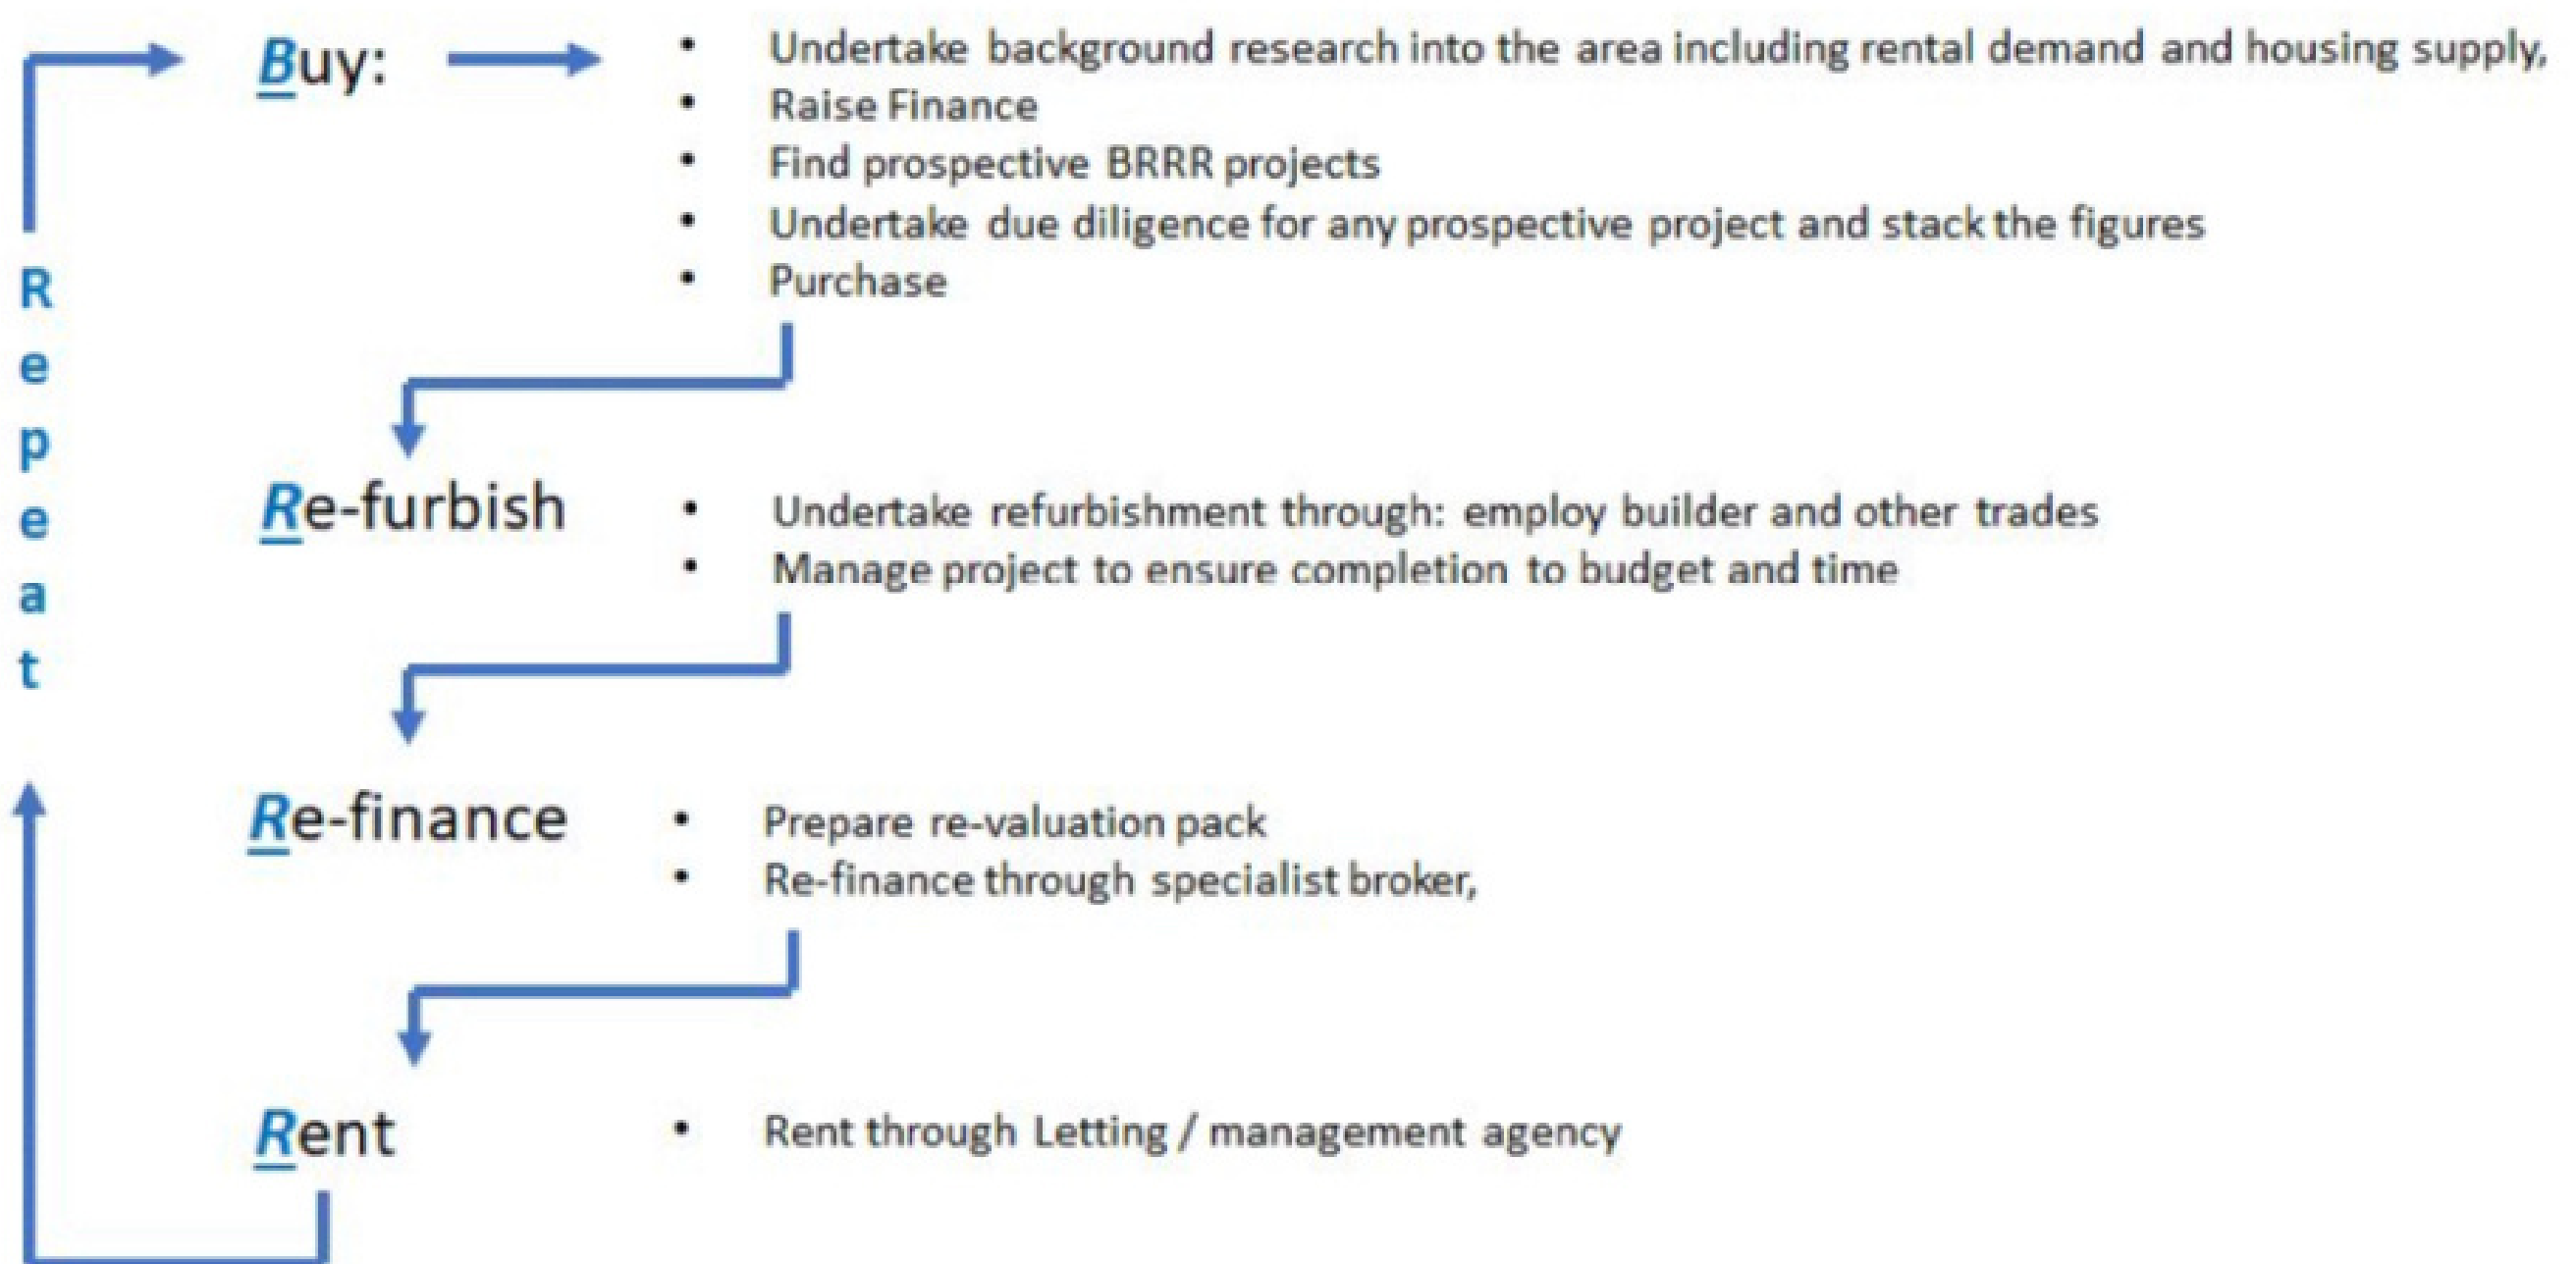 Buy:
• Undertake background research into the area including rental demand and housing supply,
• Raise Finance
• Find prospective BRRR projects
• Undertake due diligence for any prospective project and stack the figures
• Purchase
Repeat
Re-furbish
• Undertake refurbishment through: employ builder and other trades
• Manage project to ensure completion to budget and time
Re-finance
• Prepare re-valuation pack
• Re-finance through specialist broker,
Rent
• Rent through Letting / management agency